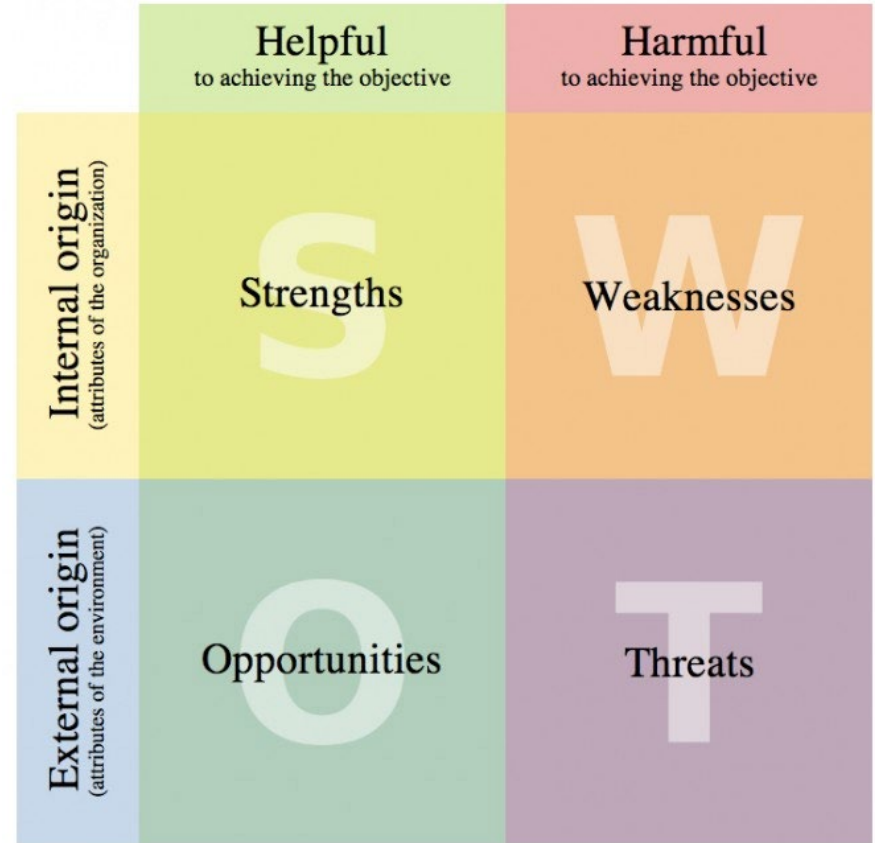 Helpful
to achieving the objective
Harmful
to achieving the objective
Internal origin
(attributes of the organization)
S
Strengths
W
Weaknesses
External origin
(attributes of the environment)
O
Opportunities
T
Threats